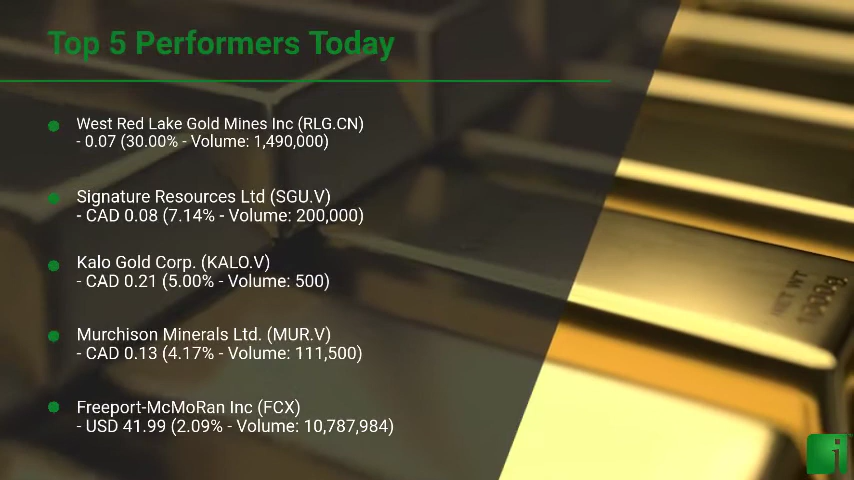 Top 5 Performers Today
West Red Lake Gold Mines Inc (RLG.CN)
- 0.07 (30.00% - Volume: 1,490,000)
Signature Resources Ltd (SGU.V)
- CAD 0.08 (7.14% - Volume: 200,000)
Kalo Gold Corp. (KALO.V)
- CAD 0.21 (5.00% - Volume: 500)
Murchison Minerals Ltd. (MUR.V)
- CAD 0.13 (4.17% - Volume: 111,500)
Freeport-McMoRan Inc (FCX)
- USD 41.99 (2.09% - Volume: 10,787,984)
NET WT
1000g
i